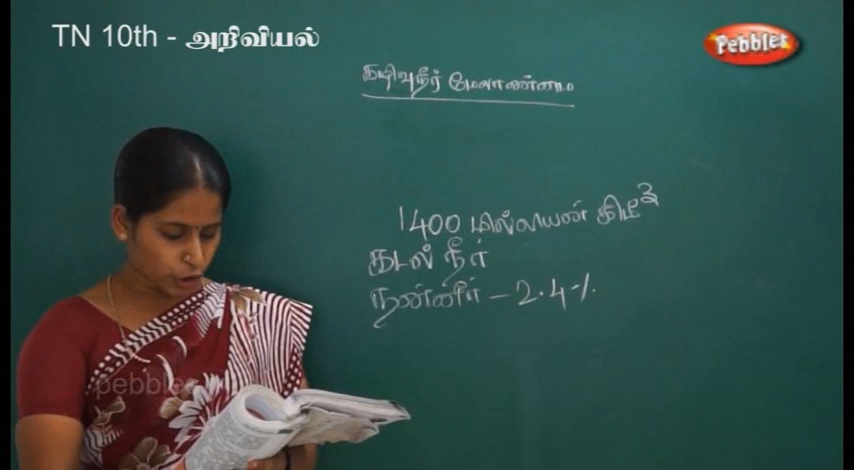 TN 10th - அறிவியல்
Pebbles
கழிவுநீர் மேலாண்மை
1400 மில்லியன் கிமீ³
கடல் நீர்
நன்னீர் - 2.4%
pebbles